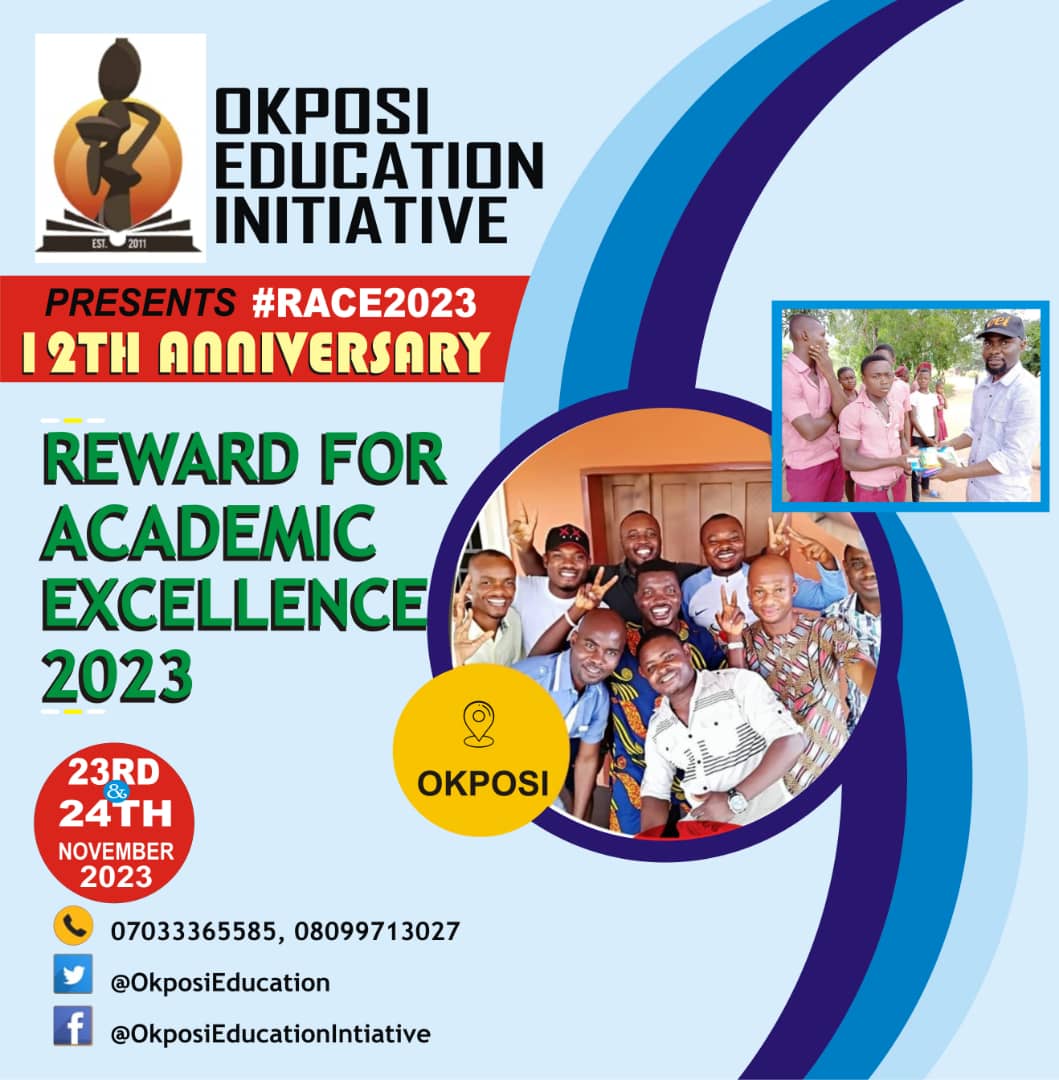 EST. 2011
OKPOSI
EDUCATION
INITIATIVE
PRESENTS #RACE2023
12TH ANNIVERSARY
REWARD FOR
ACADEMIC
EXCELLENCE
2023
OKPOSI
23RD
&
24TH
NOVEMBER
2023
07033365585, 08099713027
@OkposiEducation
@OkposiEducationIntiative